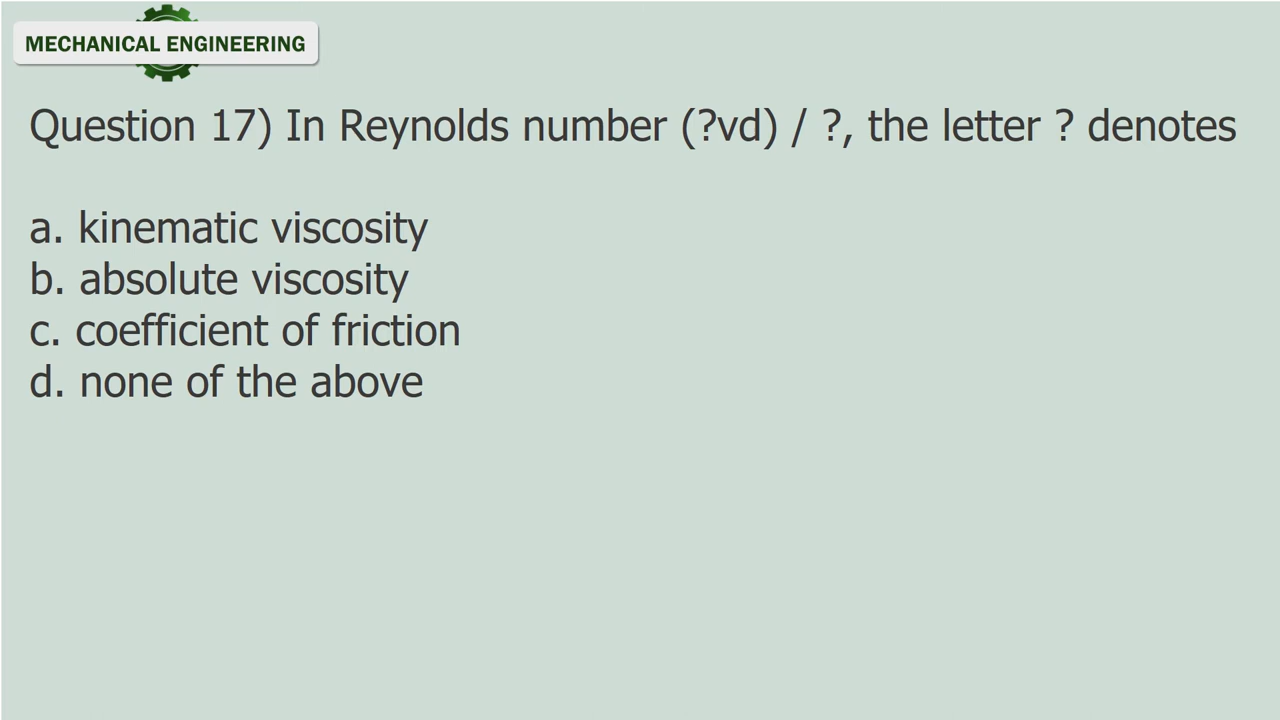 MECHANICAL ENGINEERING
Question 17) In Reynolds number (?vd) / ?, the letter ? denotes
a. kinematic viscosity
b. absolute viscosity
c. coefficient of friction
d. none of the above